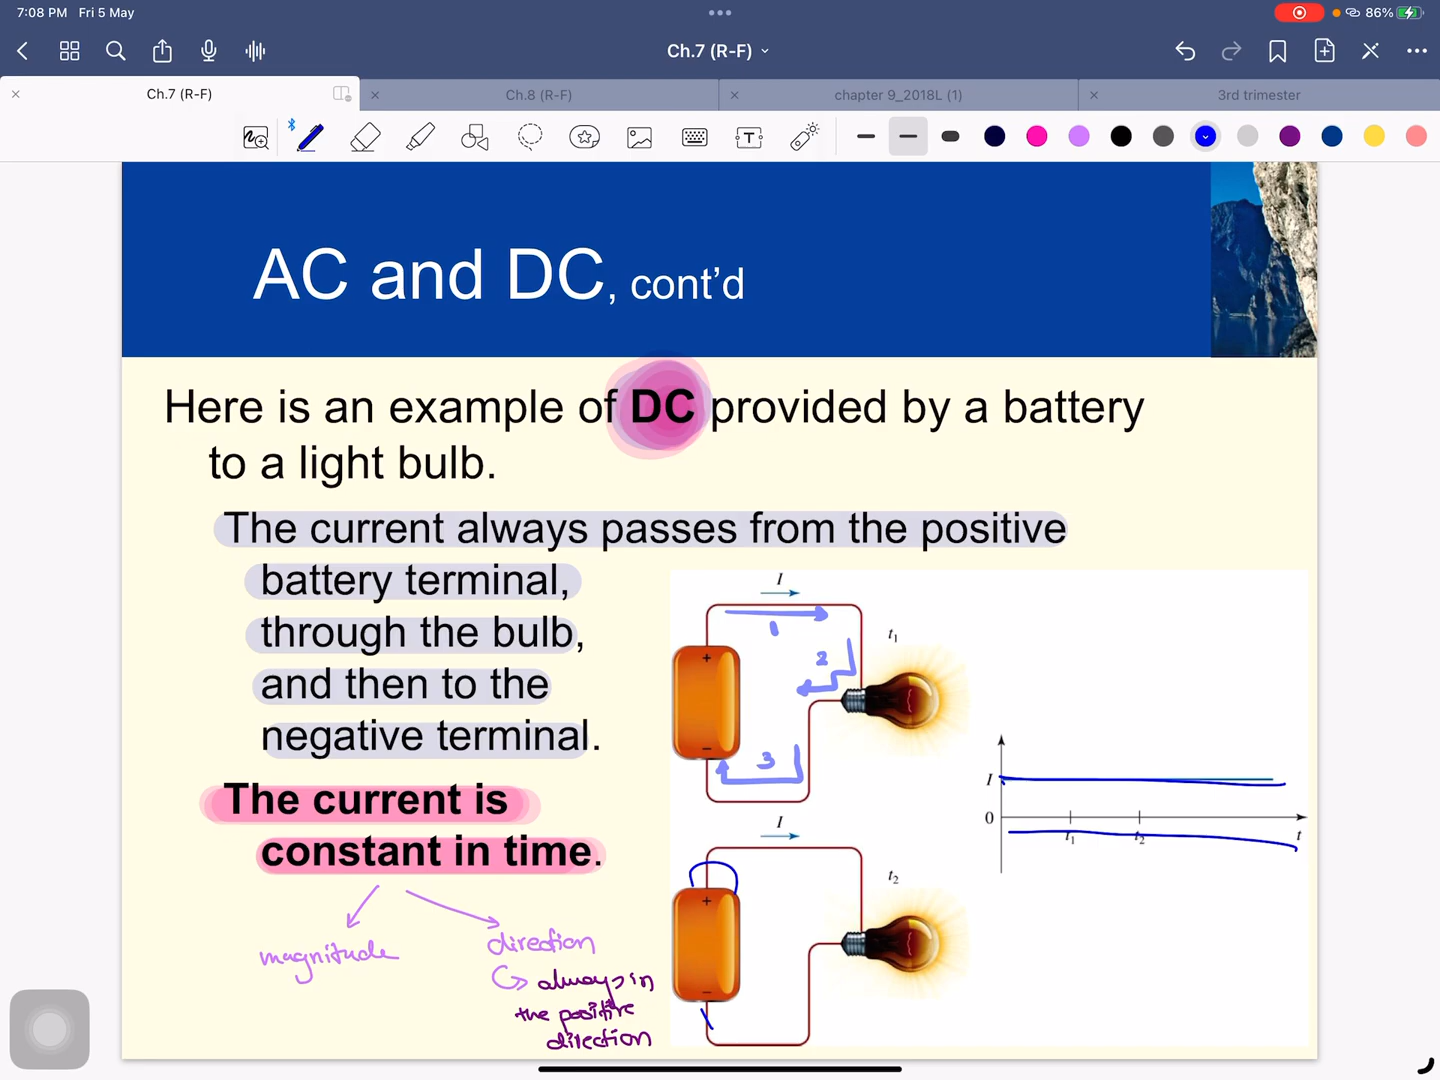 7:08 PM Fri 5 May
86%
Ch.7 (R-F)
Ch.7 (R-F)
Ch.8 (R-F)
chapter 9_2018L (1)
3rd trimester
T
AC and DC, cont’d
Here is an example of DC provided by a battery
to a light bulb.
The current always passes from the positive
battery terminal,
through the bulb,
and then to the
negative terminal.
The current is
constant in time.
magnitude
direction
always in
the positive
direction
I
1
2
3
t1
+
−
I
t2
+
−
I
0
t1
t2
t